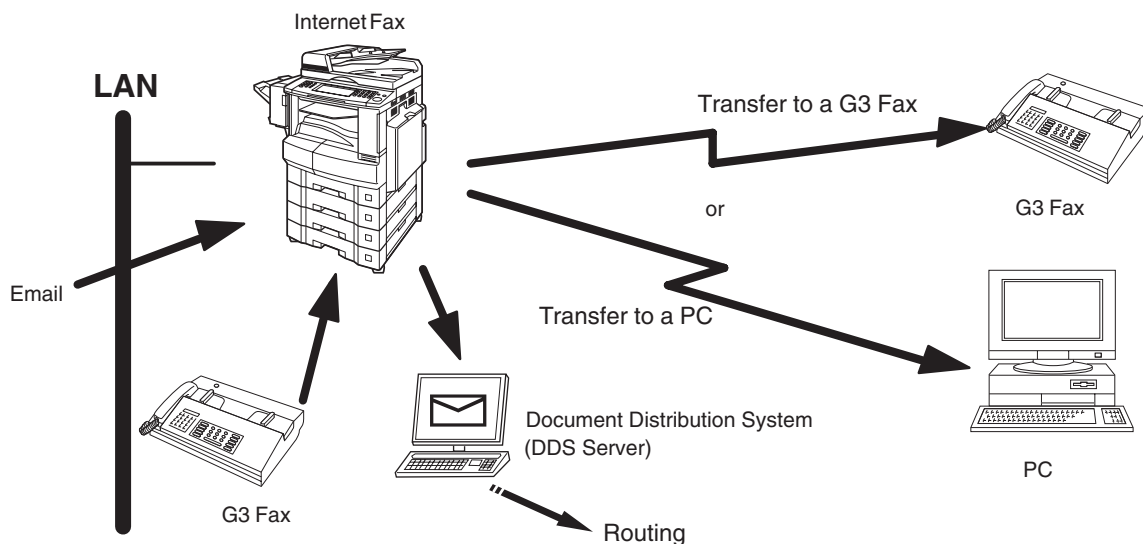 Internet Fax
LAN
Transfer to a G3 Fax
or
G3 Fax
Email
Transfer to a PC
Document Distribution System
(DDS Server)
PC
G3 Fax
Routing